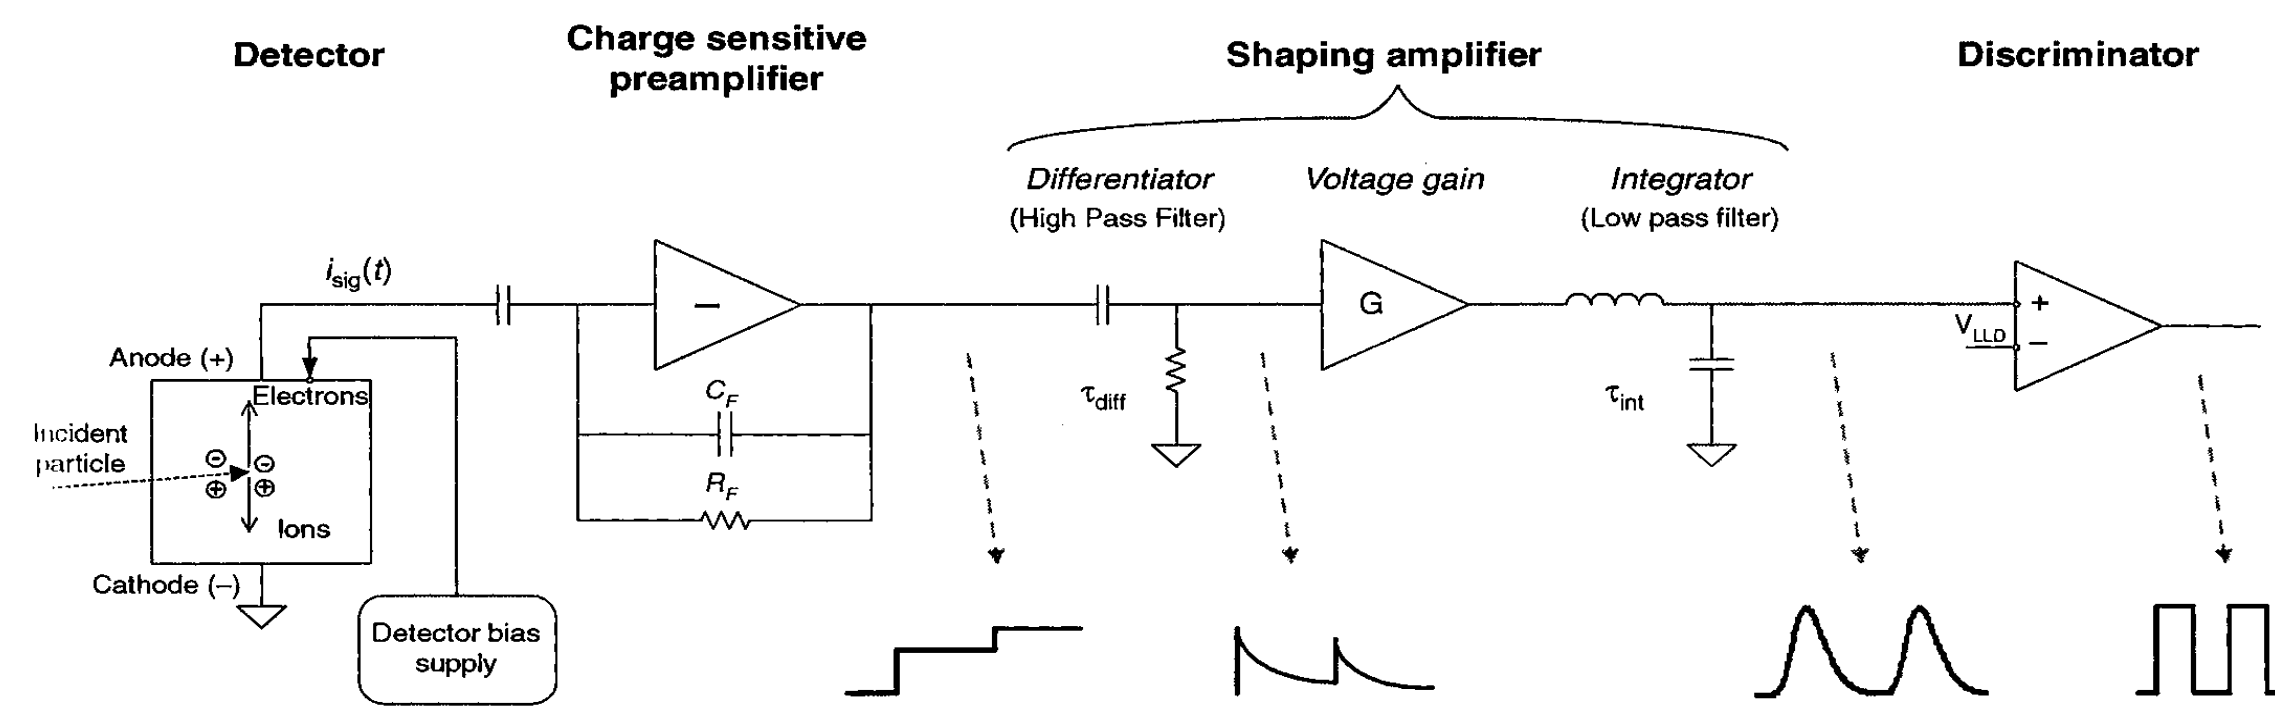 Detector
Charge sensitive
preamplifier
Shaping amplifier
Discriminator
Differentiator
(High Pass Filter)
Voltage gain
Integrator
(Low pass filter)
i_sig(t)
−
G
+
V_LLD
−
Anode (+)
Electrons
C_F
τ_diff
τ_int
Incident
particle
R_F
Ions
Cathode (–)
Detector bias
supply